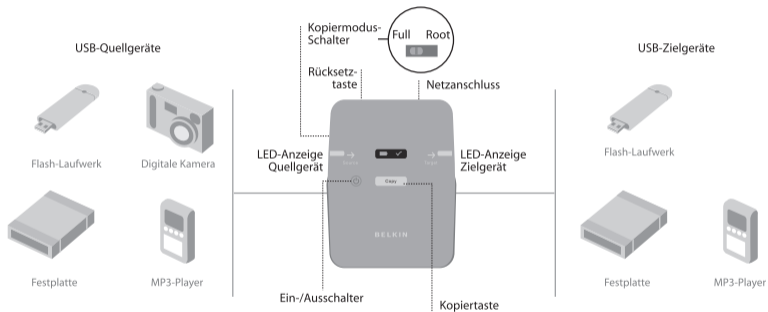 Kopiermodus-
Schalter
Full Root
USB-Quellgeräte
USB-Zielgeräte
Rücksetz-
taste
Netzanschluss
LED-Anzeige
Quellgerät
Source
Target
LED-Anzeige
Zielgerät
Flash-Laufwerk
Digitale Kamera
Flash-Laufwerk
Copy
BELKIN
Festplatte
MP3-Player
Festplatte
MP3-Player
Ein-/Ausschalter
Kopiertaste